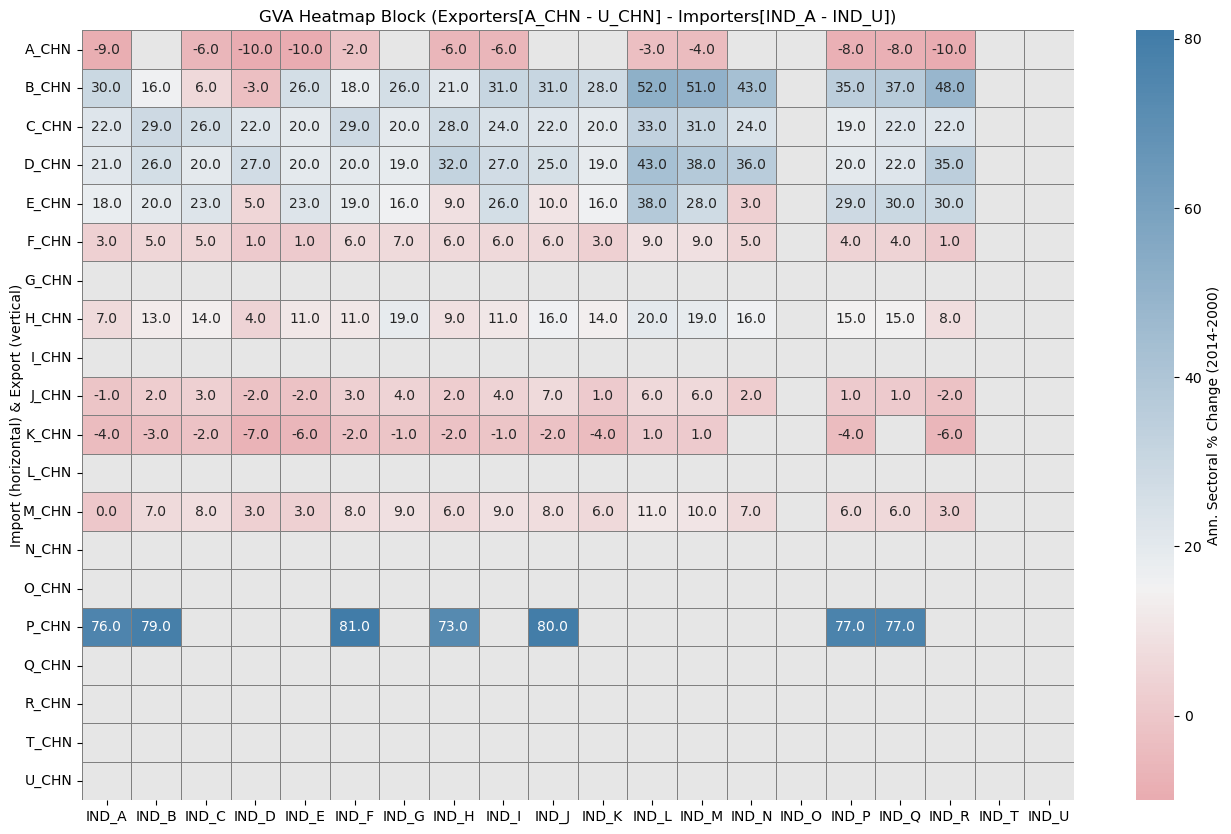 GVA Heatmap Block (Exporters[A_CHN - U_CHN] - Importers[IND_A - IND_U])
Import (horizontal) & Export (vertical)
A_CHN -9.0 -6.0 -10.0 -10.0 -2.0 -6.0 -6.0 -3.0 -4.0 -8.0 -8.0 -10.0
B_CHN 30.0 16.0 6.0 -3.0 26.0 18.0 26.0 21.0 31.0 31.0 28.0 52.0 51.0 43.0 35.0 37.0 48.0
C_CHN 22.0 29.0 26.0 22.0 20.0 29.0 20.0 28.0 24.0 22.0 20.0 33.0 31.0 24.0 19.0 22.0 22.0
D_CHN 21.0 26.0 20.0 27.0 20.0 20.0 19.0 32.0 27.0 25.0 19.0 43.0 38.0 36.0 20.0 22.0 35.0
E_CHN 18.0 20.0 23.0 5.0 23.0 19.0 16.0 9.0 26.0 10.0 16.0 38.0 28.0 3.0 29.0 30.0 30.0
F_CHN 3.0 5.0 5.0 1.0 1.0 6.0 7.0 6.0 6.0 6.0 3.0 9.0 9.0 5.0 4.0 4.0 1.0
G_CHN
H_CHN 7.0 13.0 14.0 4.0 11.0 11.0 19.0 9.0 11.0 16.0 14.0 20.0 19.0 16.0 15.0 15.0 8.0
I_CHN
J_CHN -1.0 2.0 3.0 -2.0 -2.0 3.0 4.0 2.0 4.0 7.0 1.0 6.0 6.0 2.0 1.0 1.0 -2.0
K_CHN -4.0 -3.0 -2.0 -7.0 -6.0 -2.0 -1.0 -2.0 -1.0 -2.0 -4.0 1.0 1.0 -4.0 -6.0
L_CHN
M_CHN 0.0 7.0 8.0 3.0 3.0 8.0 9.0 6.0 9.0 8.0 6.0 11.0 10.0 7.0 6.0 6.0 3.0
N_CHN
O_CHN
P_CHN 76.0 79.0 81.0 73.0 80.0 77.0 77.0
Q_CHN
R_CHN
T_CHN
U_CHN
IND_A IND_B IND_C IND_D IND_E IND_F IND_G IND_H IND_I IND_J IND_K IND_L IND_M IND_N IND_O IND_P IND_Q IND_R IND_T IND_U
80
60
40
20
0
Ann. Sectoral % Change (2014-2000)